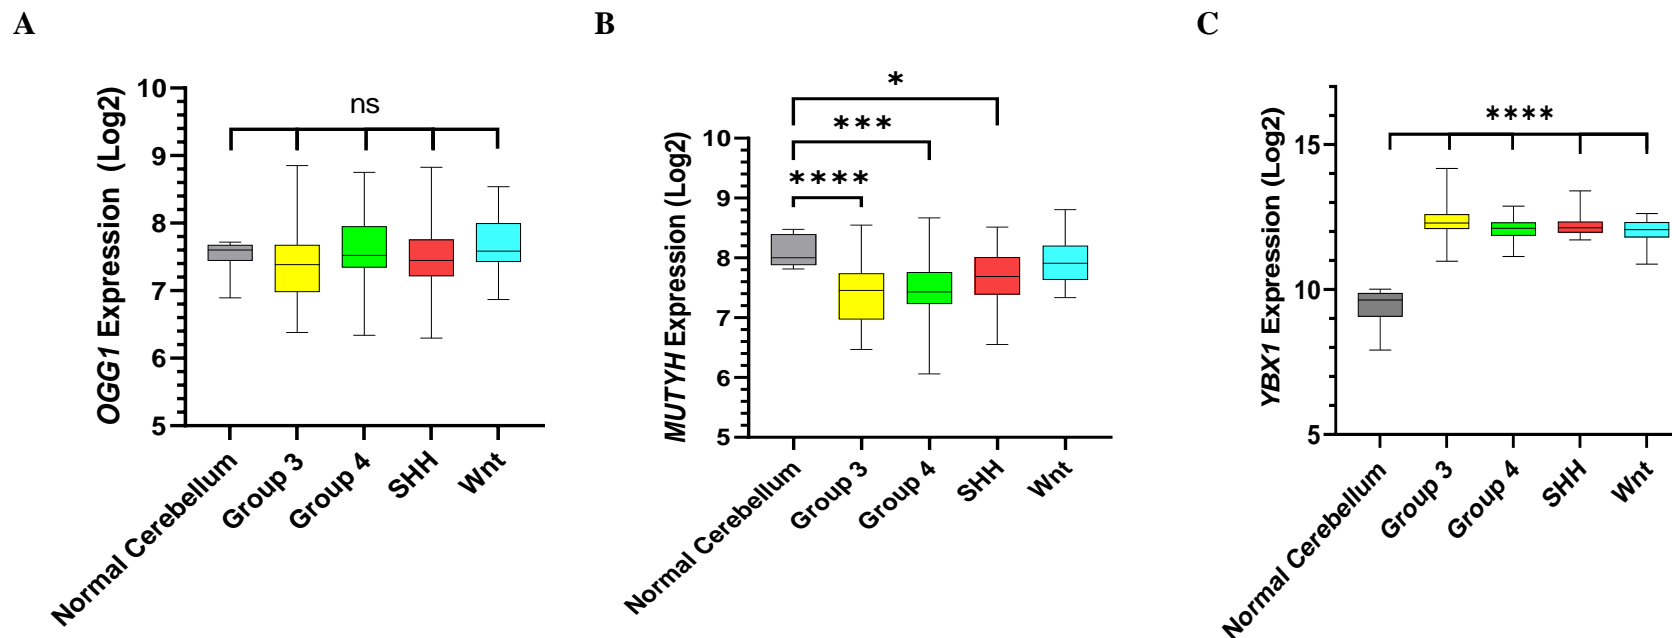 A
B
C
OGG1 Expression (Log2)
10
9
8
7
6
5
ns
Normal Cerebellum
Group 3
Group 4
SHH
Wnt
MUTYH Expression (Log2)
10
9
8
7
6
5
*
***
****
Normal Cerebellum
Group 3
Group 4
SHH
Wnt
YBX1 Expression (Log2)
15
10
5
****
Normal Cerebellum
Group 3
Group 4
SHH
Wnt